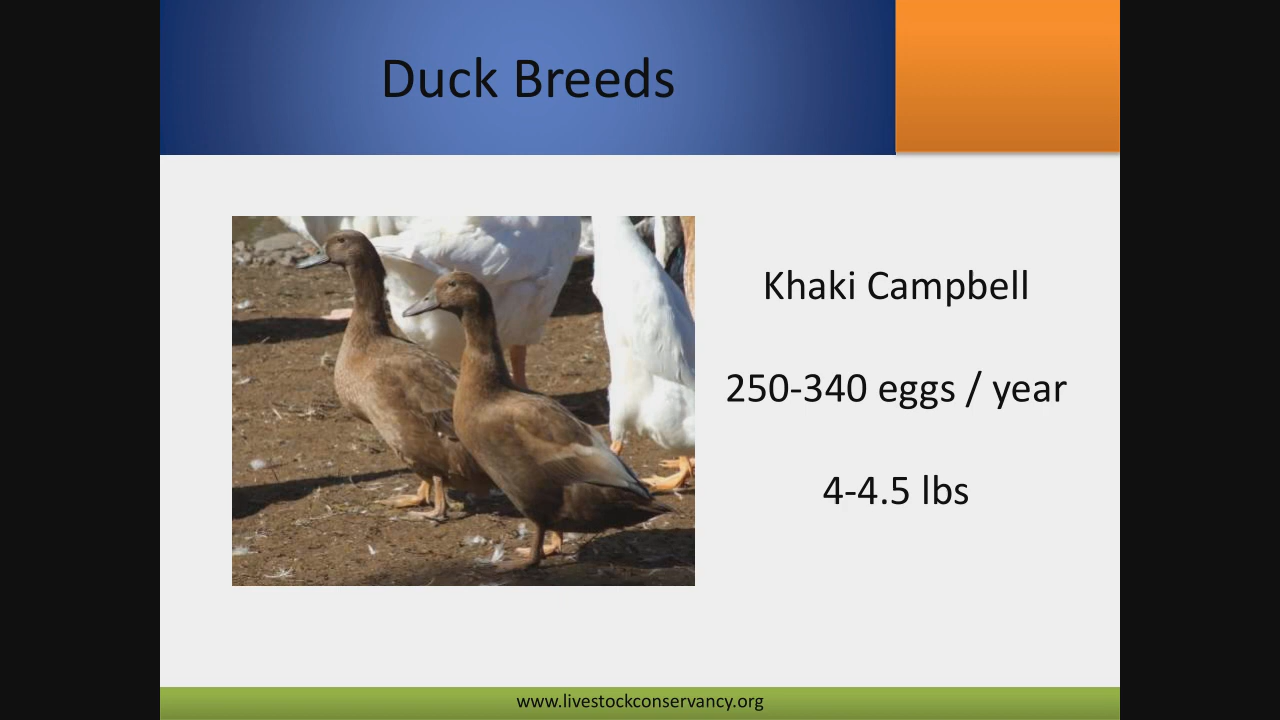 Duck Breeds
Khaki Campbell
250-340 eggs / year
4-4.5 lbs
www.livestockconservancy.org